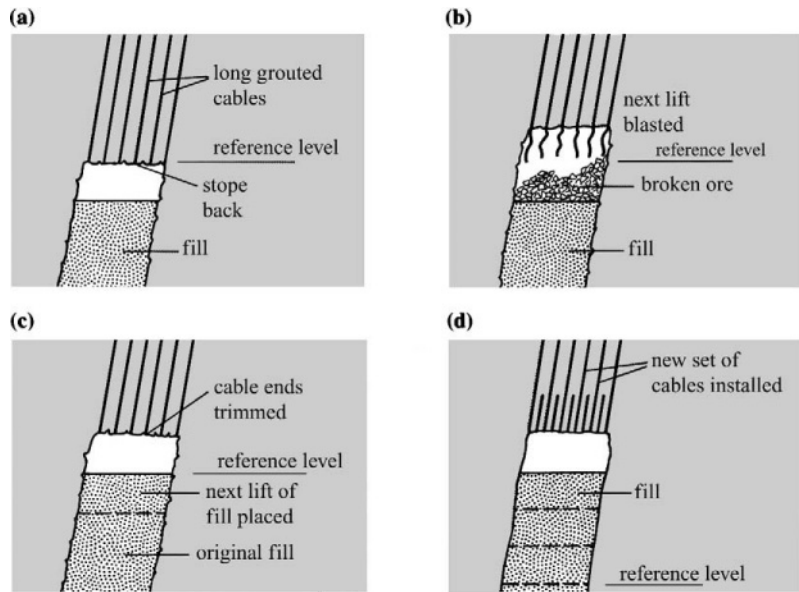 (a)
long grouted
cables
reference level
stope
back
fill
(b)
next lift
blasted
reference level
broken ore
fill
(c)
cable ends
trimmed
reference level
next lift of
fill placed
original fill
(d)
new set of
cables installed
fill
reference level